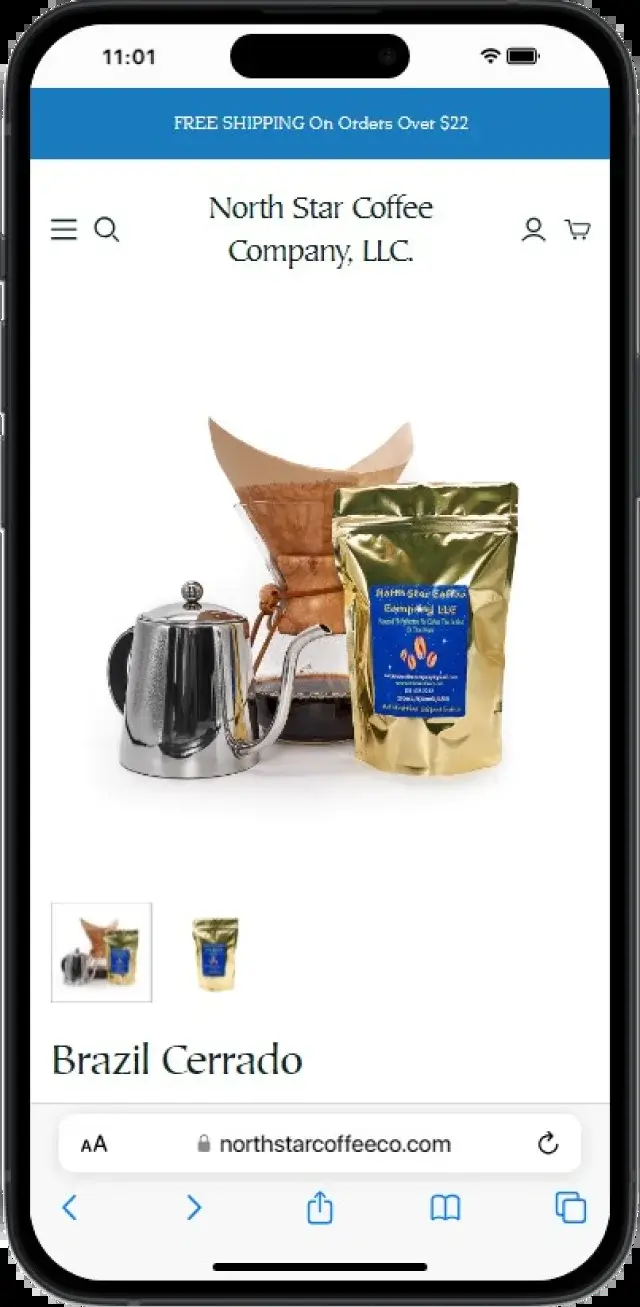 11:01
FREE SHIPPING On Orders Over $22
North Star Coffee
Company, LLC.
North Star Coffee
Company LLC
Brazil Cerrado
AA
northstarcoffeeco.com